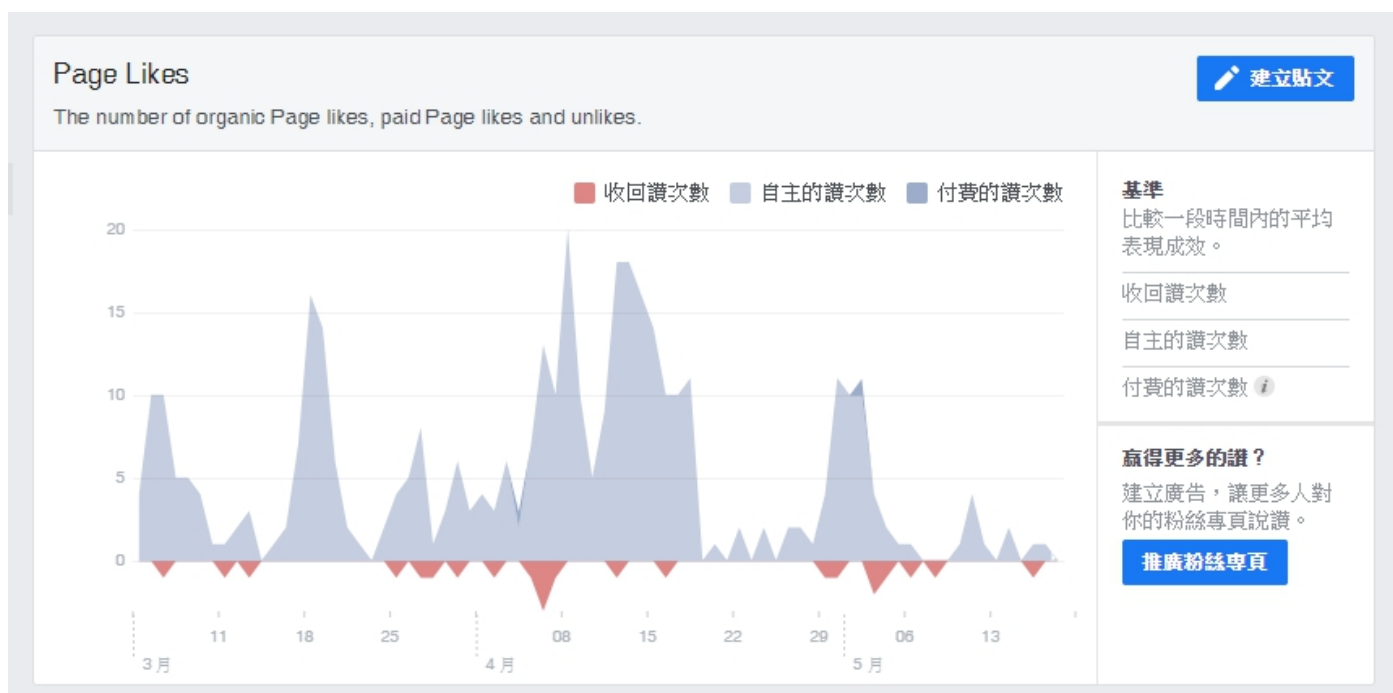 Page Likes
建立貼文
The number of organic Page likes, paid Page likes and unlikes.
收回讚次數 自主的讚次數 付費的讚次數
20
15
10
5
0
11 18 25 08 15 22 29 06 13
3月 4月 5月
基準
比較一段時間內的平均
表現成效。
收回讚次數
自主的讚次數
付費的讚次數 i
贏得更多的讚？
建立廣告，讓更多人對
你的粉絲專頁說讚。
推廣粉絲專頁